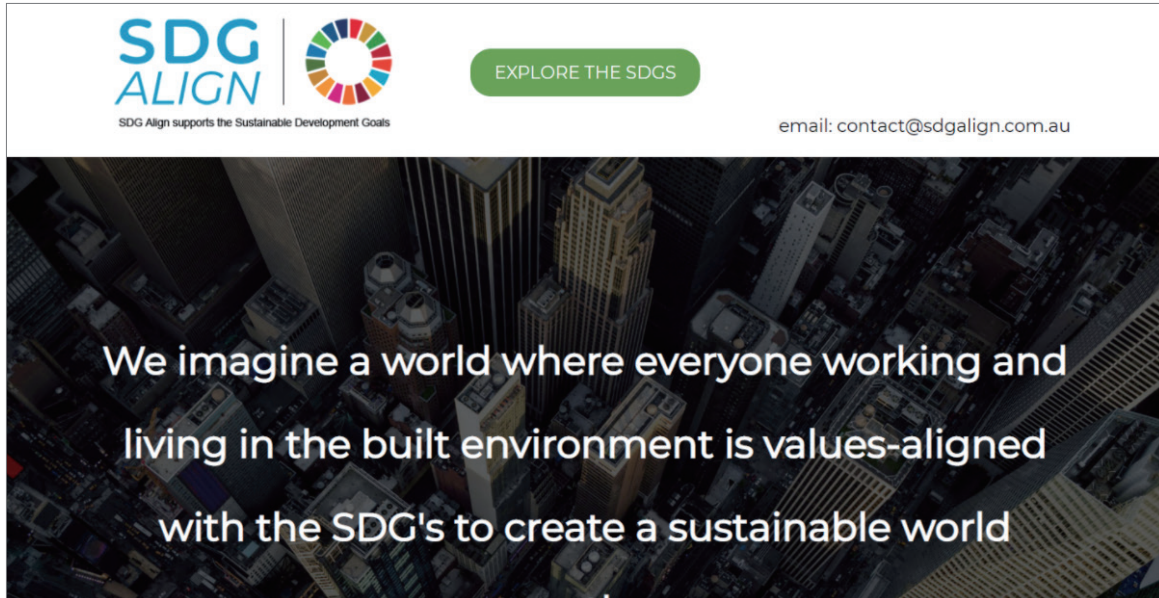 SDG
ALIGN
SDG Align supports the Sustainable Development Goals
EXPLORE THE SDGS
email: contact@sdgalign.com.au
We imagine a world where everyone working and
living in the built environment is values-aligned
with the SDG's to create a sustainable world